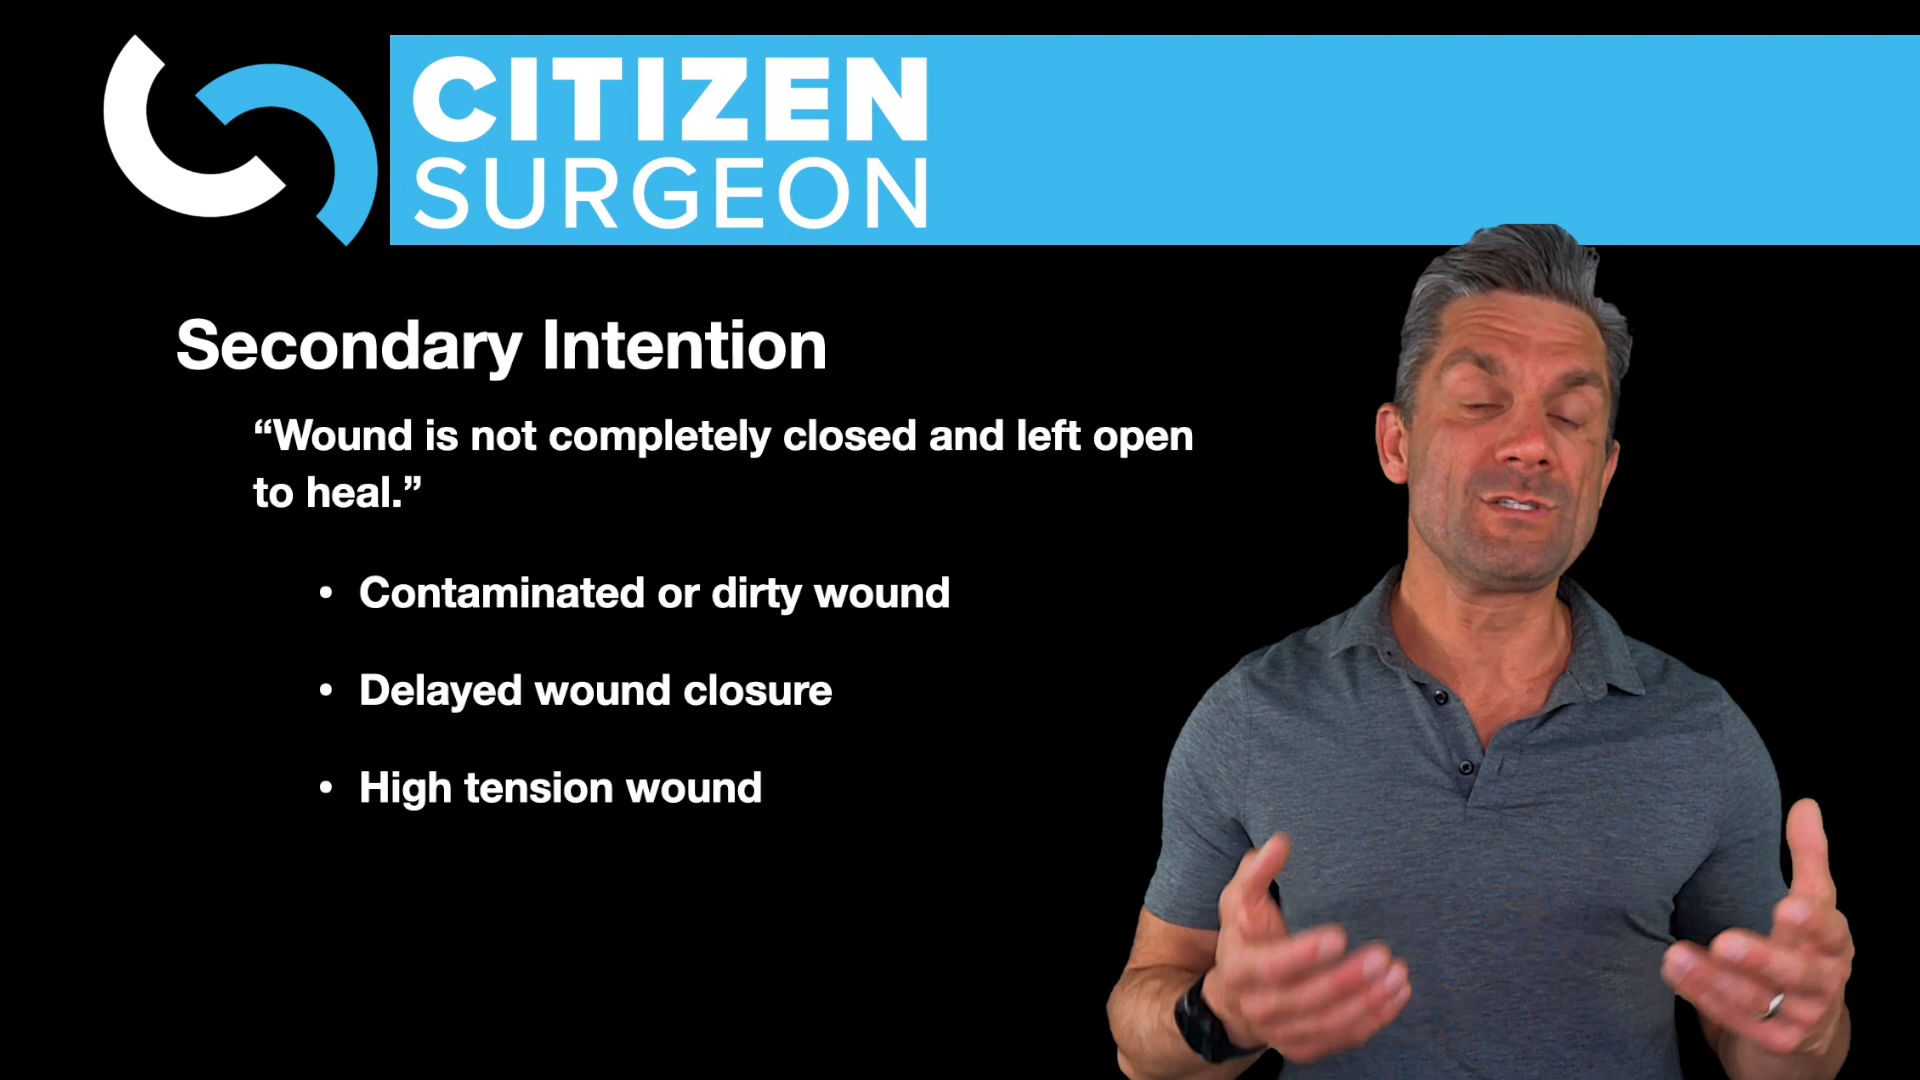 CITIZEN
SURGEON
Secondary Intention
“Wound is not completely closed and left open
to heal.”
• Contaminated or dirty wound
• Delayed wound closure
• High tension wound